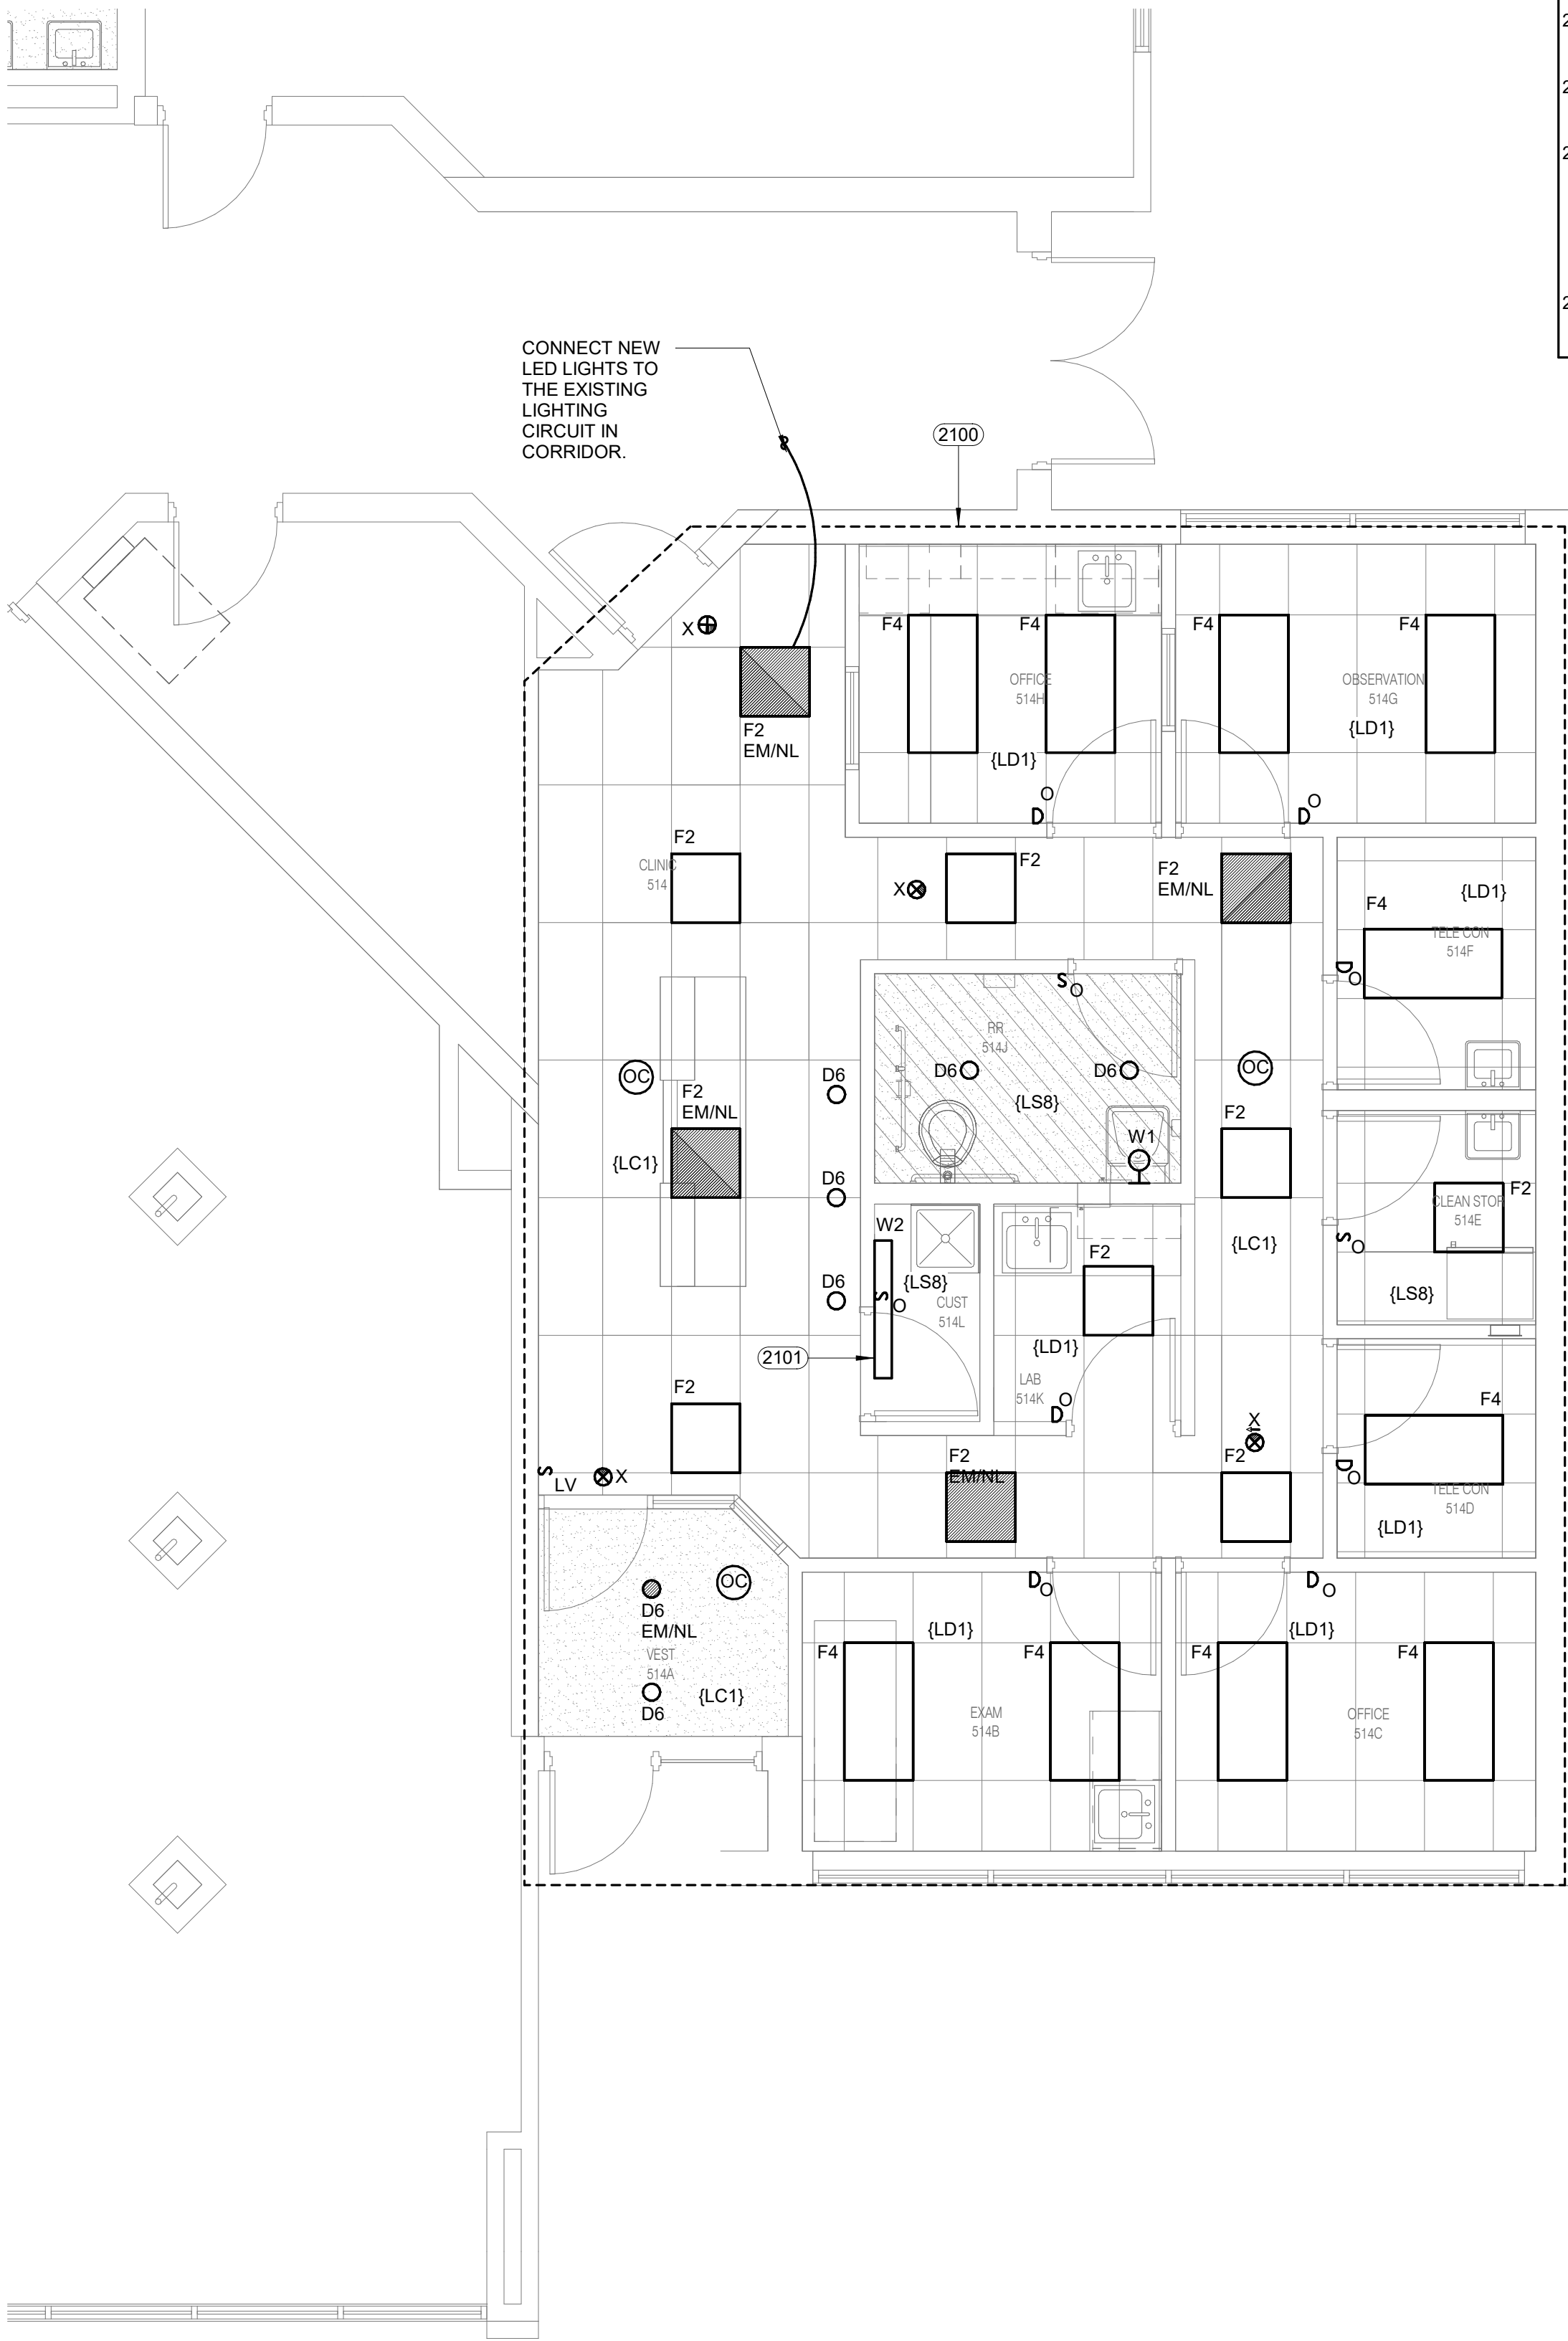 2
2
2
2
CONNECT NEW
LED LIGHTS TO
THE EXISTING
LIGHTING
CIRCUIT IN
CORRIDOR.
2100
X
F2
EM/NL
F4
F4
OFFICE
514H
{LD1}
O
D
F4
F4
OBSERVATION
514G
{LD1}
O
D
F2
CLINIC
514
X
F2
F2
EM/NL
F4
{LD1}
TELE CON
514F
D
O
S
O
RR
514J
D6
D6
{LS8}
W1
OC
F2
EM/NL
{LC1}
D6
D6
D6
OC
F2
{LC1}
CLEAN STOR
514E
F2
S
O
{LS8}
W2
{LS8}
S
O
CUST
514L
2101
F2
{LD1}
LAB
514K
O
D
F2
S
LV
X
F2
EM/NL
X
F2
F4
D
O
TELE CON
514D
{LD1}
OC
D6
EM/NL
VEST
514A
D6
{LC1}
D
O
{LD1}
F4
F4
EXAM
514B
D
O
{LD1}
F4
F4
OFFICE
514C